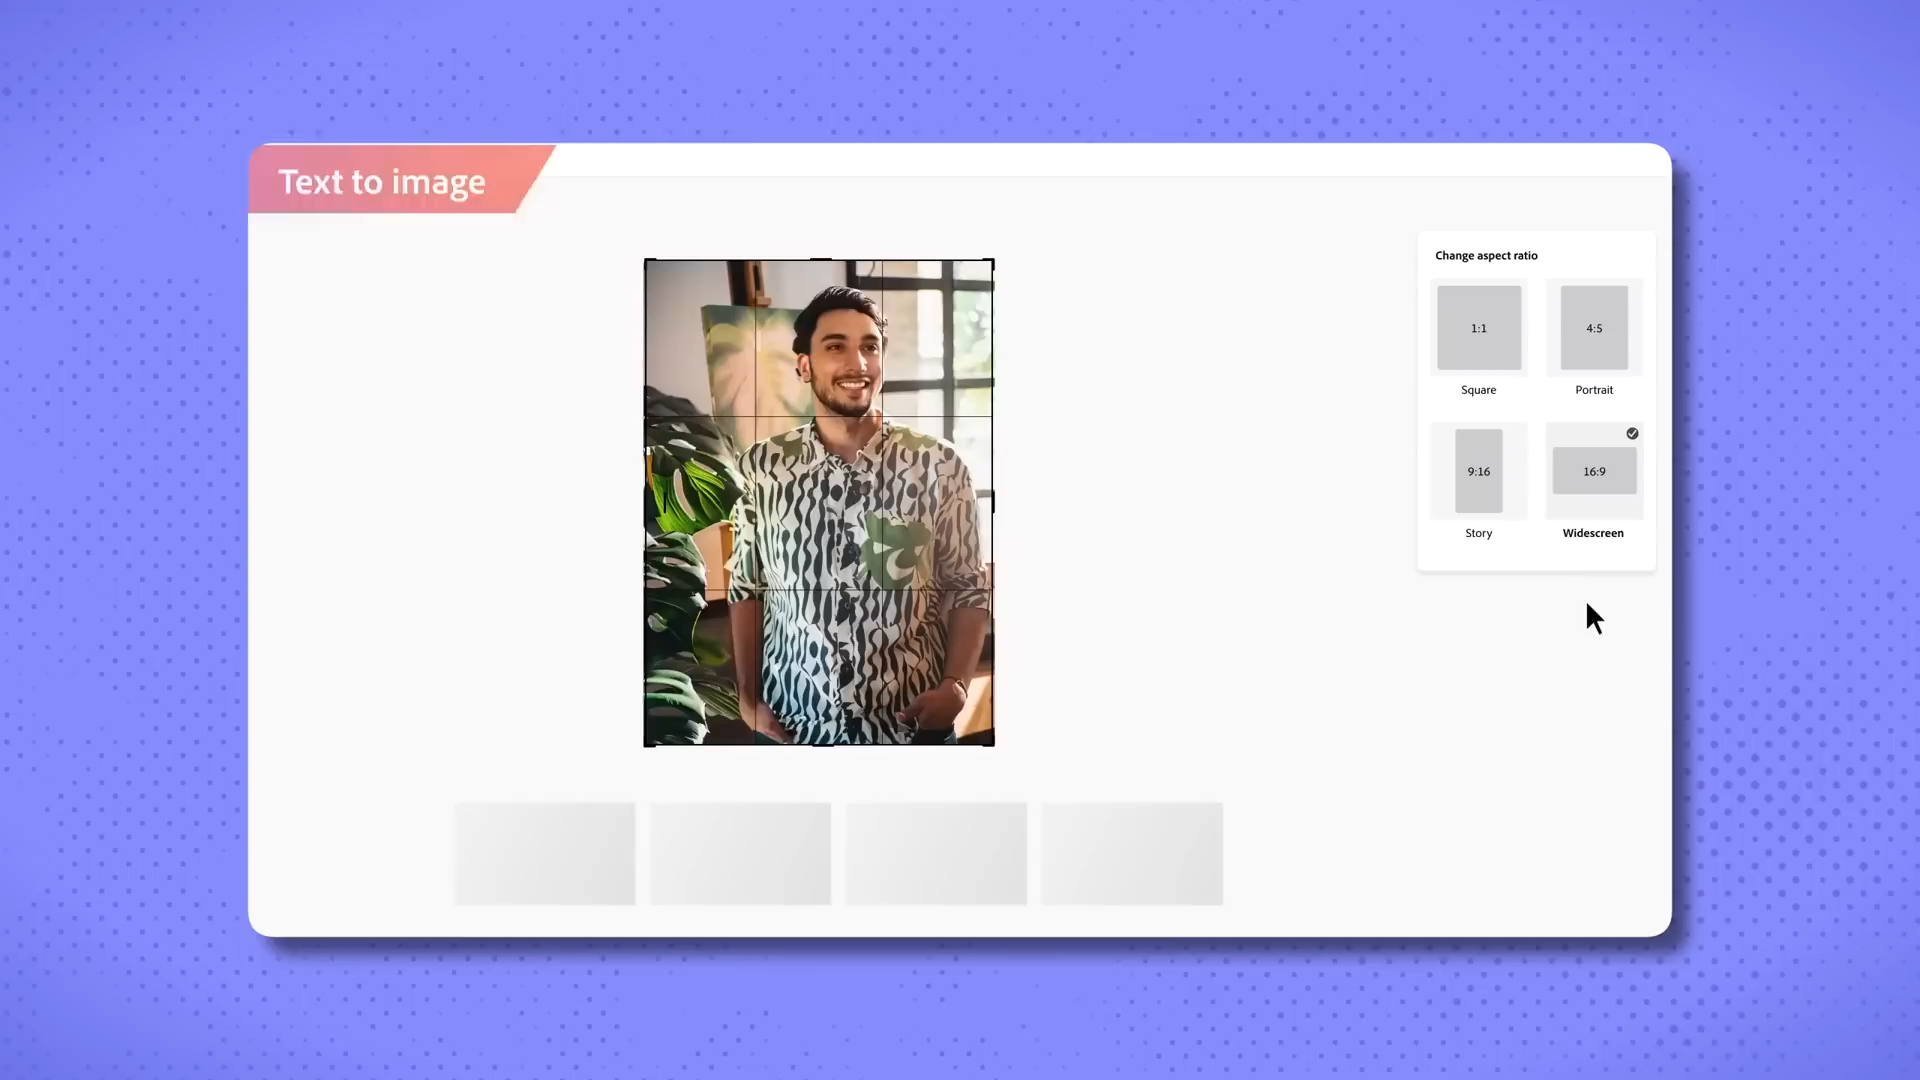 Text to image
Change aspect ratio
1:1
4:5
Square
Portrait
9:16
16:9
Story
Widescreen